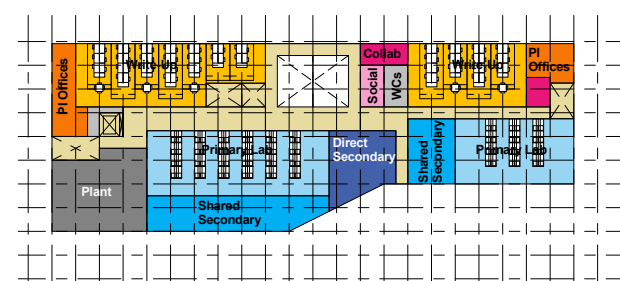 PI Offices
Write Up
Collab
Social
WCs
Write Up
PI
Offices
Primary Lab
Direct
Secondary
Shared
Secondary
Primary Lab
Plant
Shared
Secondary